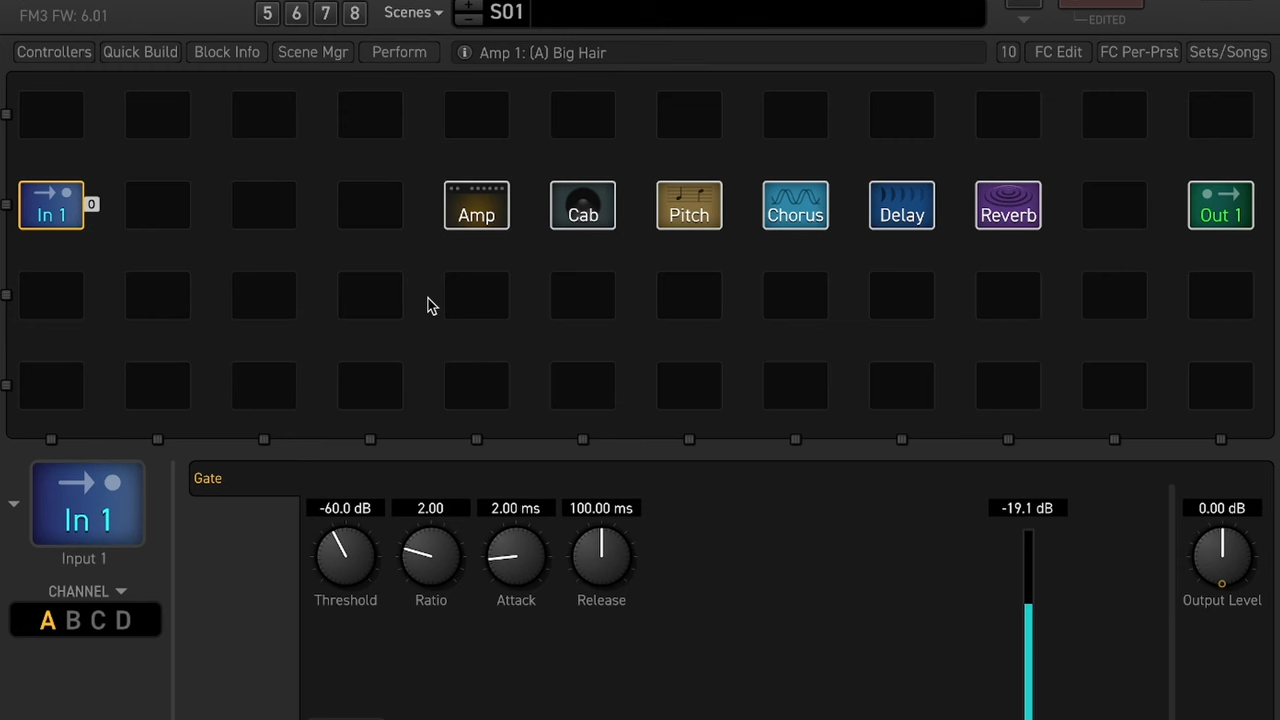 FM3 FW: 6.01
5 6 7 8 Scenes S01
EDITED
Controllers Quick Build Block Info Scene Mgr Perform Amp 1: (A) Big Hair 10 FC Edit FC Per-Prst Sets/Songs
In 1 0 Amp Cab Pitch Chorus Delay Reverb Out 1
Gate
-60.0 dB 2.00 2.00 ms 100.00 ms -19.1 dB 0.00 dB
In 1
Input 1
Threshold Ratio Attack Release Output Level
CHANNEL
A B C D